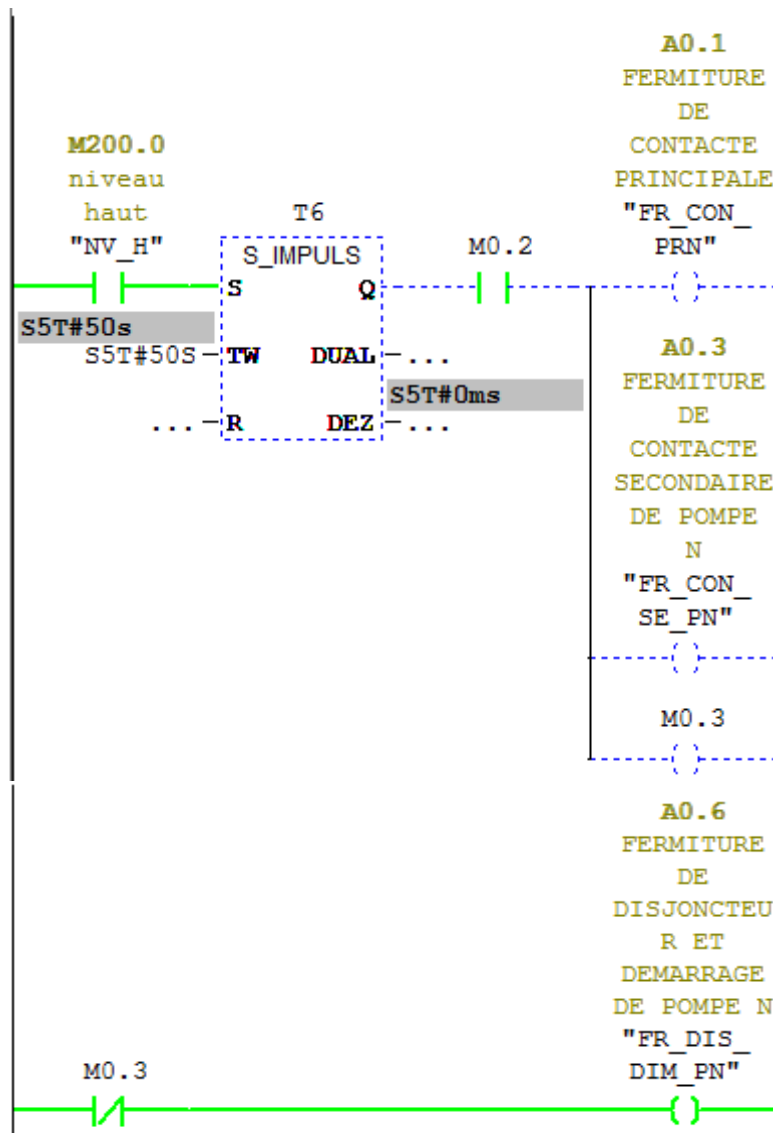 A0.1
FERMITURE
DE
CONTACTE
PRINCIPALE
"FR_CON_
PRN"
M200.0
niveau
haut
"NV_H"
T6
S_IMPULS
M0.2
S
Q
S5T#50s
S5T#50S
TW
DUAL
...
S5T#0ms
...
R
DEZ
...
A0.3
FERMITURE
DE
CONTACTE
SECONDAIRE
DE POMPE
N
"FR_CON_
SE_PN"
M0.3
A0.6
FERMITURE
DE
DISJONCTEU
R ET
DEMARRAGE
DE POMPE N
"FR_DIS_
DIM_PN"
M0.3